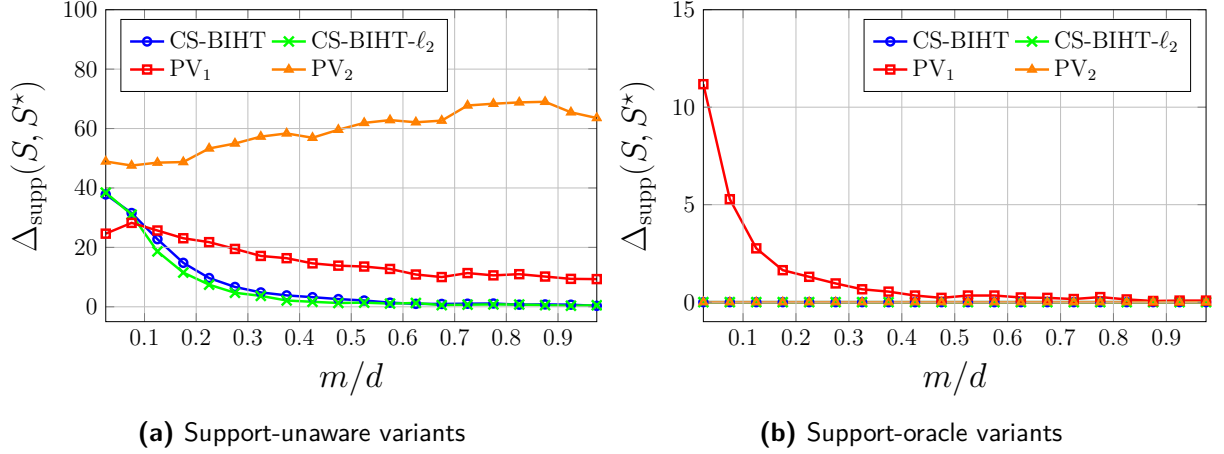 100
80
60
40
20
0
Δsupp(S, S⋆)
CS-BIHT CS-BIHT-ℓ₂
PV₁ PV₂
0.1 0.2 0.3 0.4 0.5 0.6 0.7 0.8 0.9
m/d
(a) Support-unaware variants
15
10
5
0
Δsupp(S, S⋆)
CS-BIHT CS-BIHT-ℓ₂
PV₁ PV₂
0.1 0.2 0.3 0.4 0.5 0.6 0.7 0.8 0.9
m/d
(b) Support-oracle variants